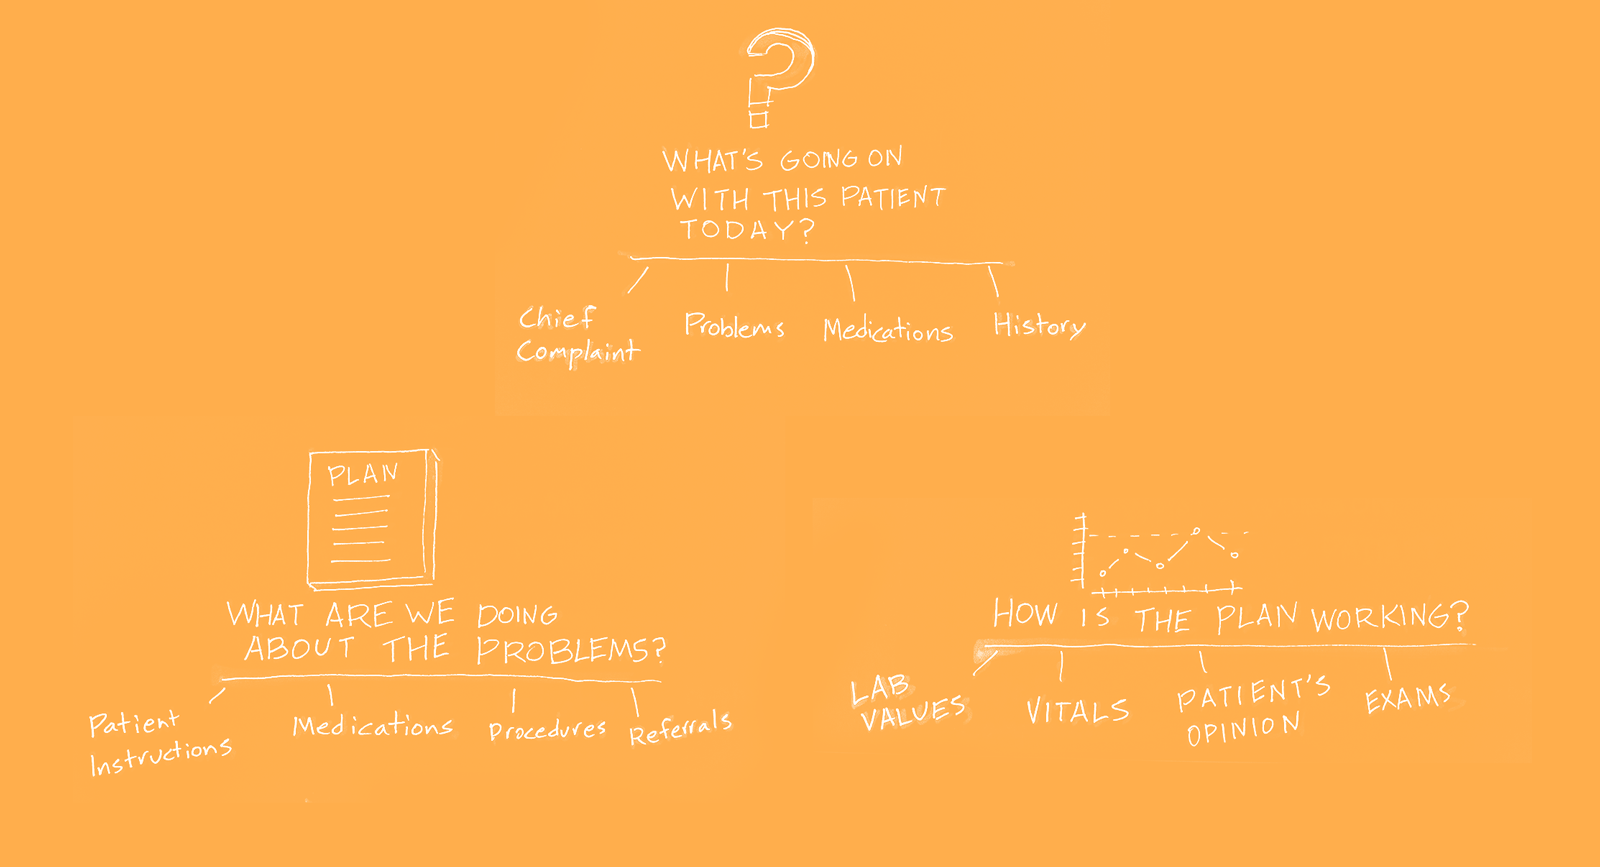 WHAT'S GOING ON
WITH THIS PATIENT
TODAY?
Chief
Complaint
Problems
Medications
History
PLAN
WHAT ARE WE DOING
ABOUT THE PROBLEMS?
Patient
Instructions
Medications
Procedures
Referrals
HOW IS THE PLAN WORKING?
LAB
VALUES
VITALS
PATIENT'S
OPINION
EXAMS